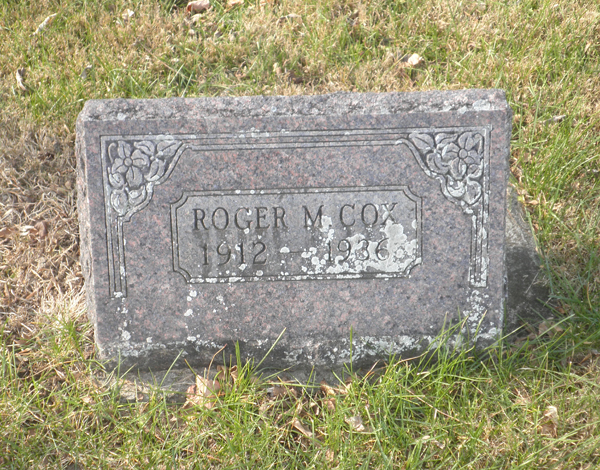 ROGER M. COX
1912 — 1936